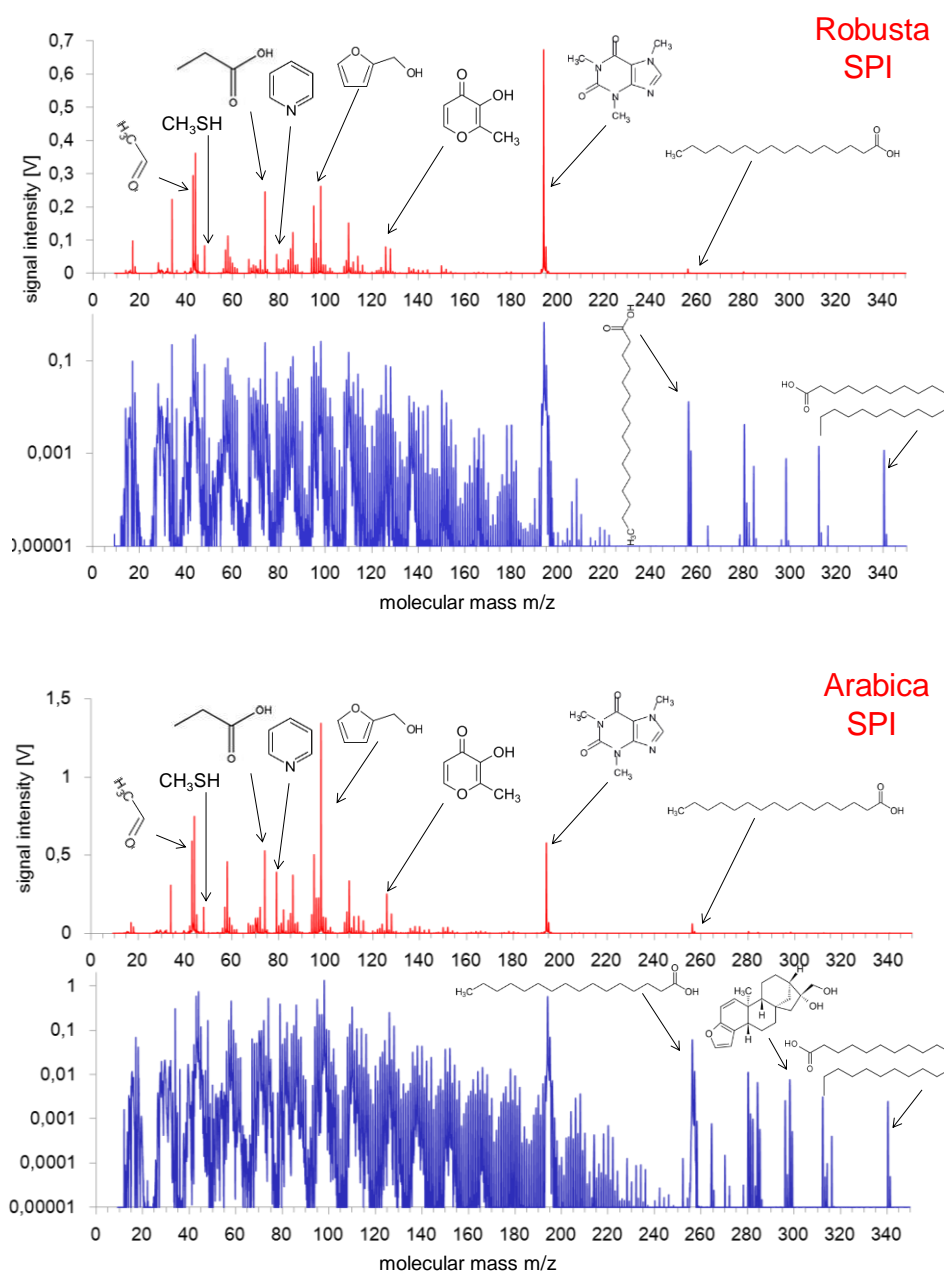 Robusta
SPI
signal intensity [V]
0,7
0,6
0,5
0,4
0,3
0,2
0,1
0
H₃C
O
OH
O
CH₃SH
N
O
OH
O
OH
O
CH₃
O
CH₃
CH₃
N
N
O
N
N
CH₃
H₃C
O
OH
0 20 40 60 80 100 120 140 160 180 200 220 240 260 280 300 320 340
0,1
0,001
0,00001
OH
O
H₃C
HO
O
0 20 40 60 80 100 120 140 160 180 200 220 240 260 280 300 320 340
molecular mass m/z
Arabica
SPI
signal intensity [V]
1,5
1
0,5
0
H₃C
O
OH
O
CH₃SH
N
O
OH
O
OH
O
CH₃
O
CH₃
CH₃
N
N
O
N
N
CH₃
H₃C
O
OH
0 20 40 60 80 100 120 140 160 180 200 220 240 260 280 300 320 340
1
0,1
0,01
0,001
0,0001
0,00001
H₃C
O
OH
H
CH₃
H
OH
OH
O
H
HO
O
0 20 40 60 80 100 120 140 160 180 200 220 240 260 280 300 320 340
molecular mass m/z